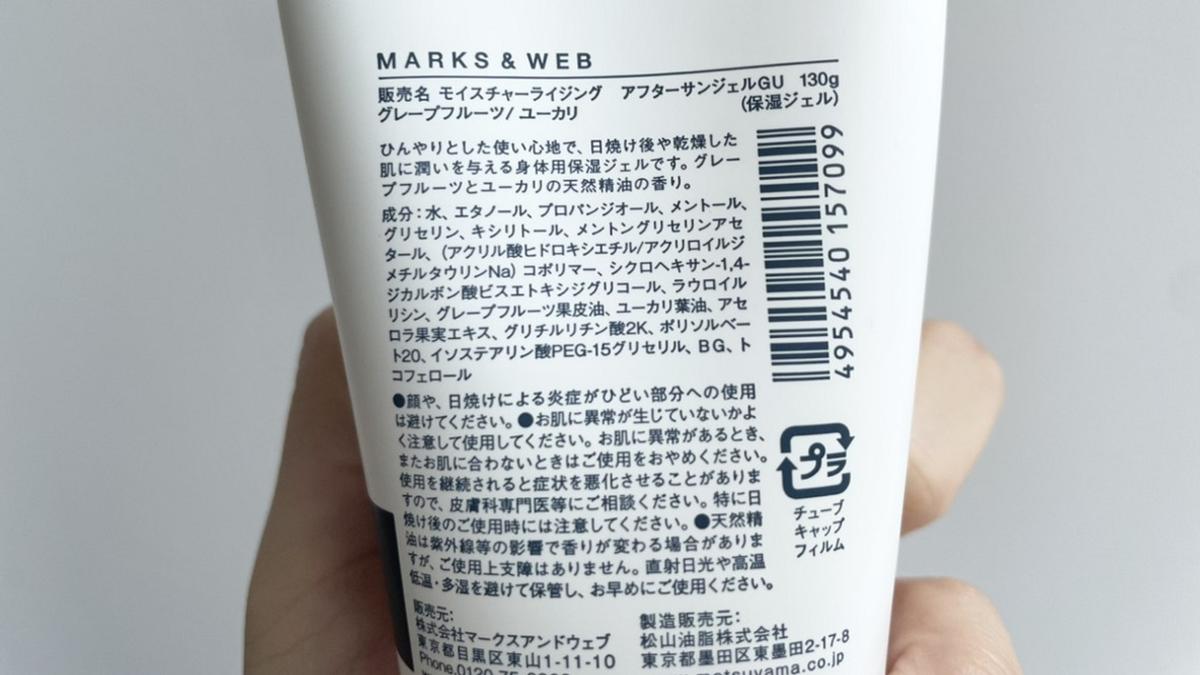 MARKS & WEB
販売名 モイスチャーライジング アフターサンジェルGU 130g
グレープフルーツ/ ユーカリ (保湿ジェル)
ひんやりとした使い心地で、日焼け後や乾燥した
肌に潤いを与える身体用保湿ジェルです。グレー
プフルーツとユーカリの天然精油の香り。
成分：水、エタノール、プロパンジオール、メントール、
グリセリン、キシリトール、メントングリセリンアセ
タール、(アクリル酸ヒドロキシエチル/アクリロイルジ
メチルタウリンNa) コポリマー、シクロヘキサン-1,4-
ジカルボン酸ビスエトキシジグリコール、ラウロイル
リシン、グレープフルーツ果皮油、ユーカリ葉油、アセ
ロラ果実エキス、グリチルリチン酸2K、ポリソルベー
ト20、イソステアリン酸PEG-15グリセリル、BG、ト
コフェロール
4954540 157099
●顔や、日焼けによる炎症がひどい部分への使用
は避けてください。●お肌に異常が生じていないかよ
く注意して使用してください。お肌に異常があるとき、
またお肌に合わないときはご使用をおやめください。
使用を継続されると症状を悪化させることがありま
すので、皮膚科専門医等にご相談ください。特に日
焼け後のご使用時には注意してください。●天然精
油は紫外線等の影響で香りが変わる場合がありま
すが、ご使用上支障はありません。直射日光や高温
低温・多湿を避けて保管し、お早めにご使用ください。
プラ
チューブ
キャップ
フィルム
販売元:
株式会社マークスアンドウェブ
東京都目黒区東山1-11-10
Phone.0120-75
製造販売元:
松山油脂株式会社
東京都墨田区東墨田2-17-8
matsuyama.co.jp